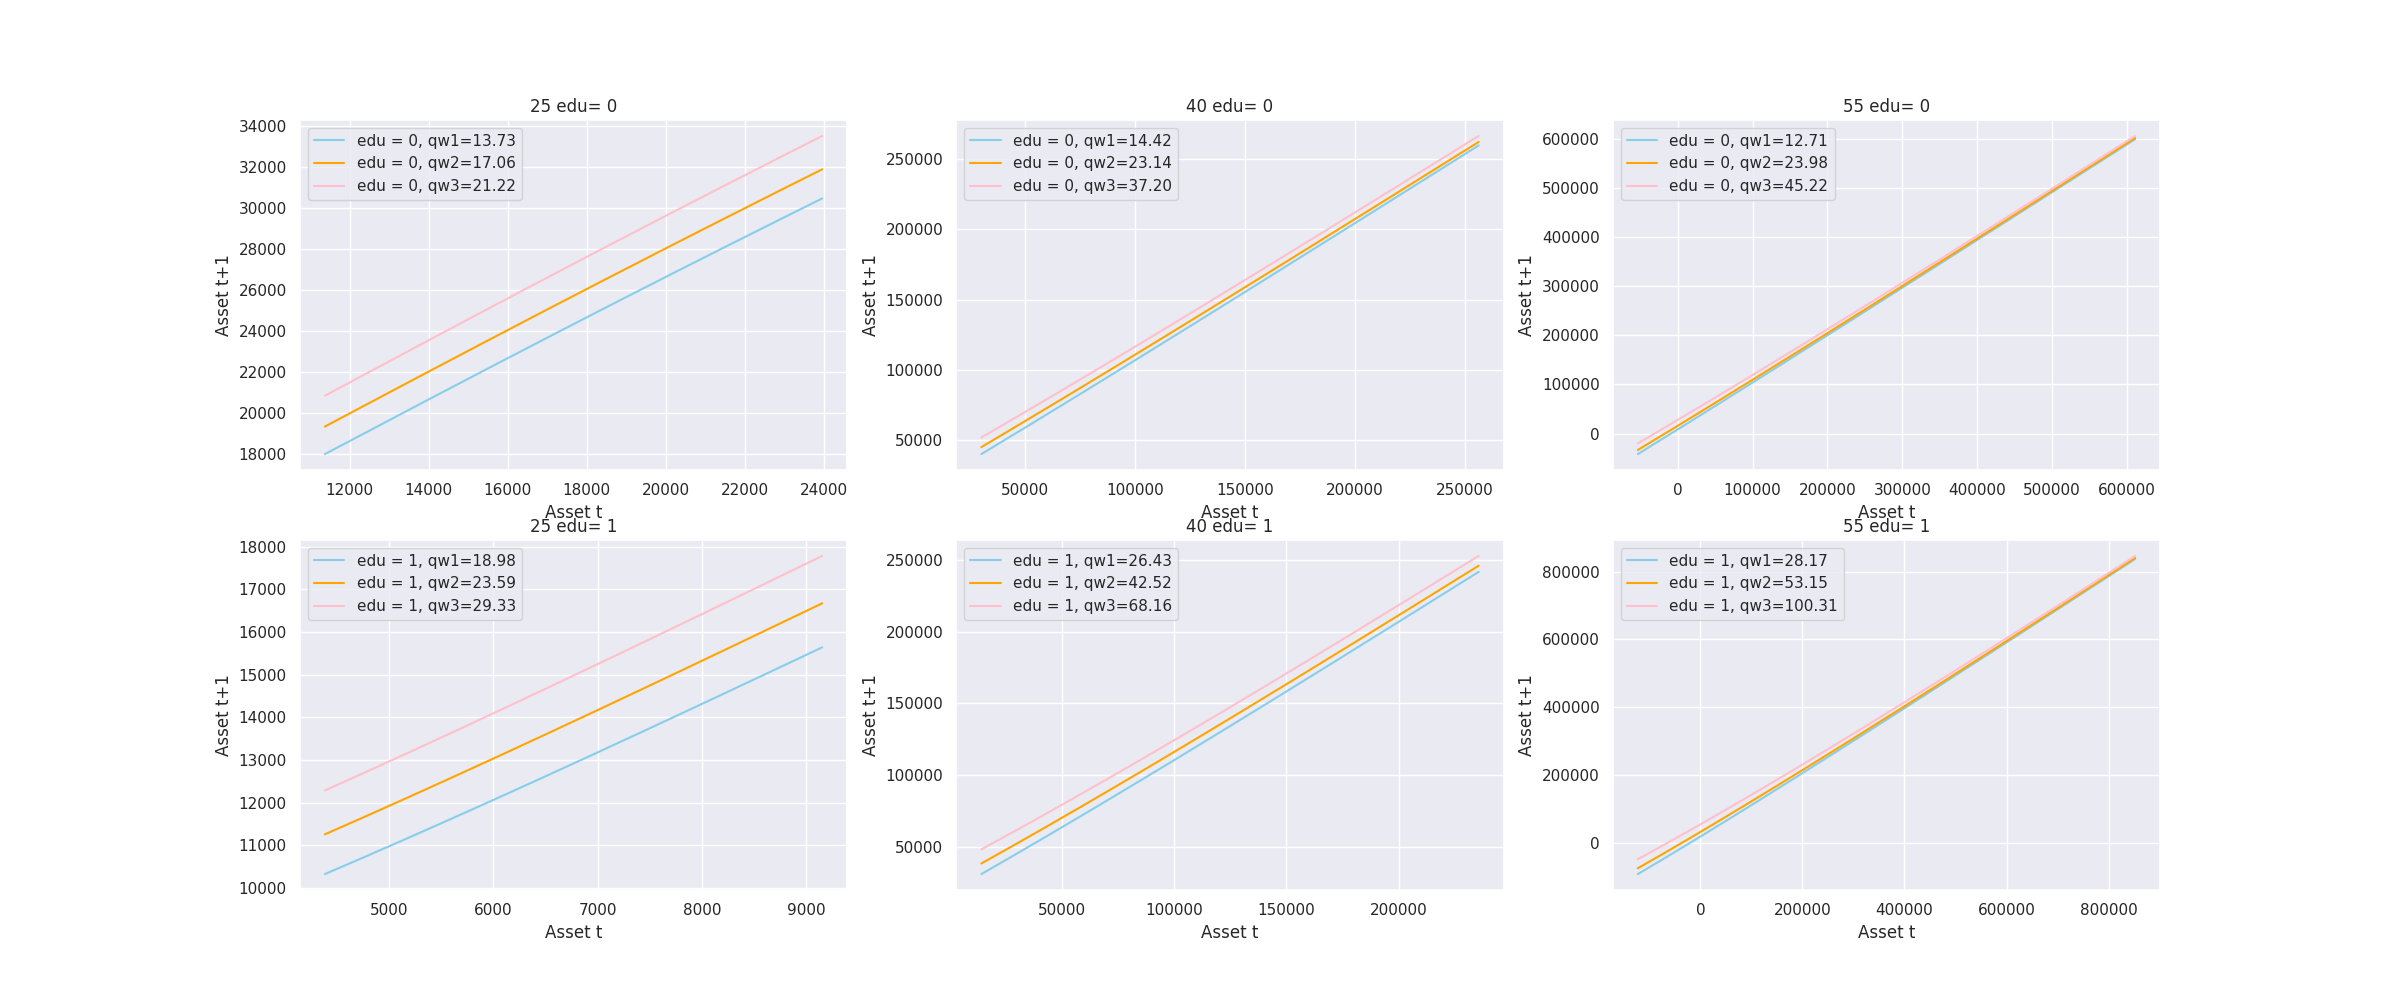 25 edu= 0
34000
32000
30000
28000
26000
24000
22000
20000
18000
Asset t+1
edu = 0, qw1=13.73
edu = 0, qw2=17.06
edu = 0, qw3=21.22
12000 14000 16000 18000 20000 22000 24000
Asset t
40 edu= 0
250000
200000
150000
100000
50000
Asset t+1
edu = 0, qw1=14.42
edu = 0, qw2=23.14
edu = 0, qw3=37.20
50000 100000 150000 200000 250000
Asset t
55 edu= 0
600000
500000
400000
300000
200000
100000
0
Asset t+1
edu = 0, qw1=12.71
edu = 0, qw2=23.98
edu = 0, qw3=45.22
0 100000 200000 300000 400000 500000 600000
Asset t
25 edu= 1
18000
17000
16000
15000
14000
13000
12000
11000
10000
Asset t+1
edu = 1, qw1=18.98
edu = 1, qw2=23.59
edu = 1, qw3=29.33
5000 6000 7000 8000 9000
Asset t
40 edu= 1
250000
200000
150000
100000
50000
Asset t+1
edu = 1, qw1=26.43
edu = 1, qw2=42.52
edu = 1, qw3=68.16
50000 100000 150000 200000
Asset t
55 edu= 1
800000
600000
400000
200000
0
Asset t+1
edu = 1, qw1=28.17
edu = 1, qw2=53.15
edu = 1, qw3=100.31
0 200000 400000 600000 800000
Asset t